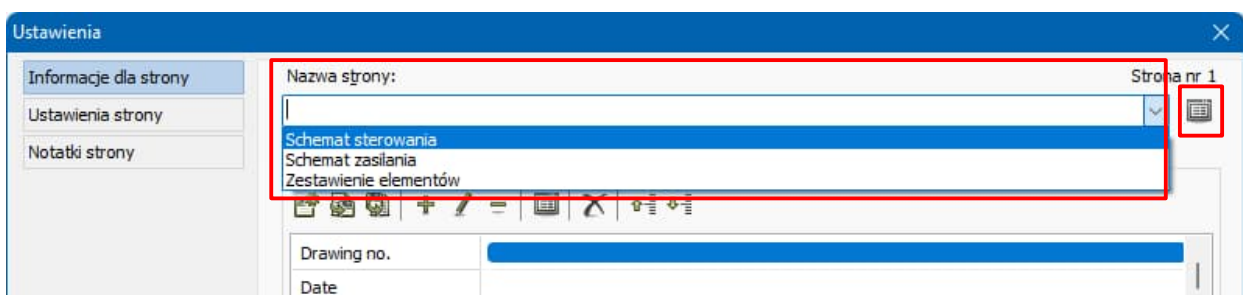 Ustawienia
Informacje dla strony
Ustawienia strony
Notatki strony
Nazwa strony:
Strona nr 1
Schemat sterowania
Schemat zasilania
Zestawienie elementów
Drawing no.
Date